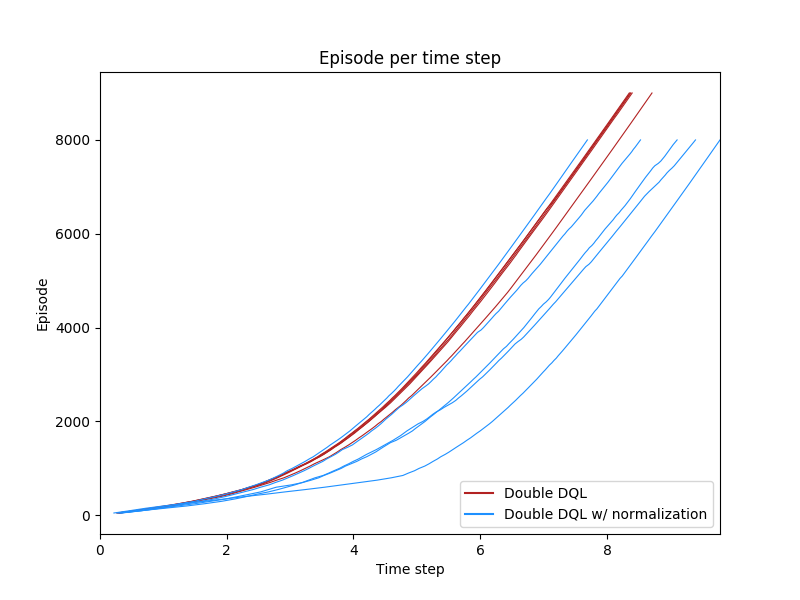 Episode per time step
Episode
8000
6000
4000
2000
0
0 2 4 6 8
Time step
Double DQL
Double DQL w/ normalization